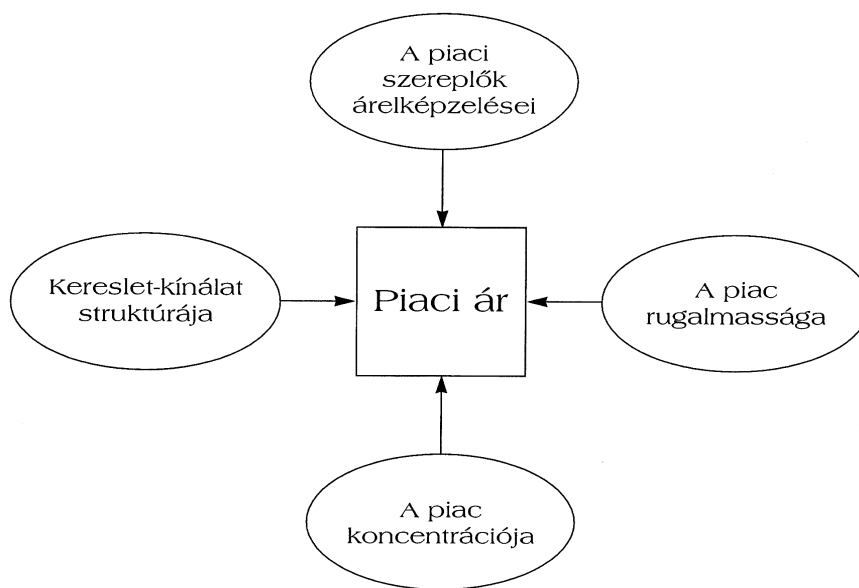 A piaci
szereplők
árelképzelései
Kereslet-kínálat
struktúrája
Piaci ár
A piac
rugalmassága
A piac
koncentrációja